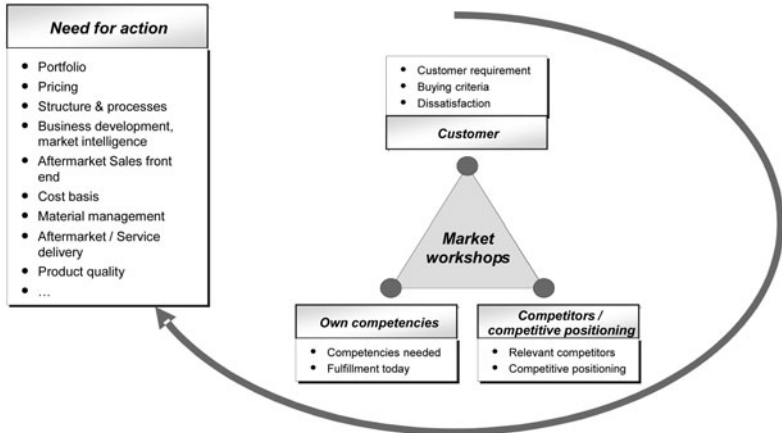 Need for action
• Portfolio
• Pricing
• Structure & processes
• Business development,
market intelligence
• Aftermarket Sales front
end
• Cost basis
• Material management
• Aftermarket / Service
delivery
• Product quality
• ...
• Customer requirement
• Buying criteria
• Dissatisfaction
Customer
Market
workshops
Own competencies
• Competencies needed
• Fulfillment today
Competitors /
competitive positioning
• Relevant competitors
• Competitive positioning